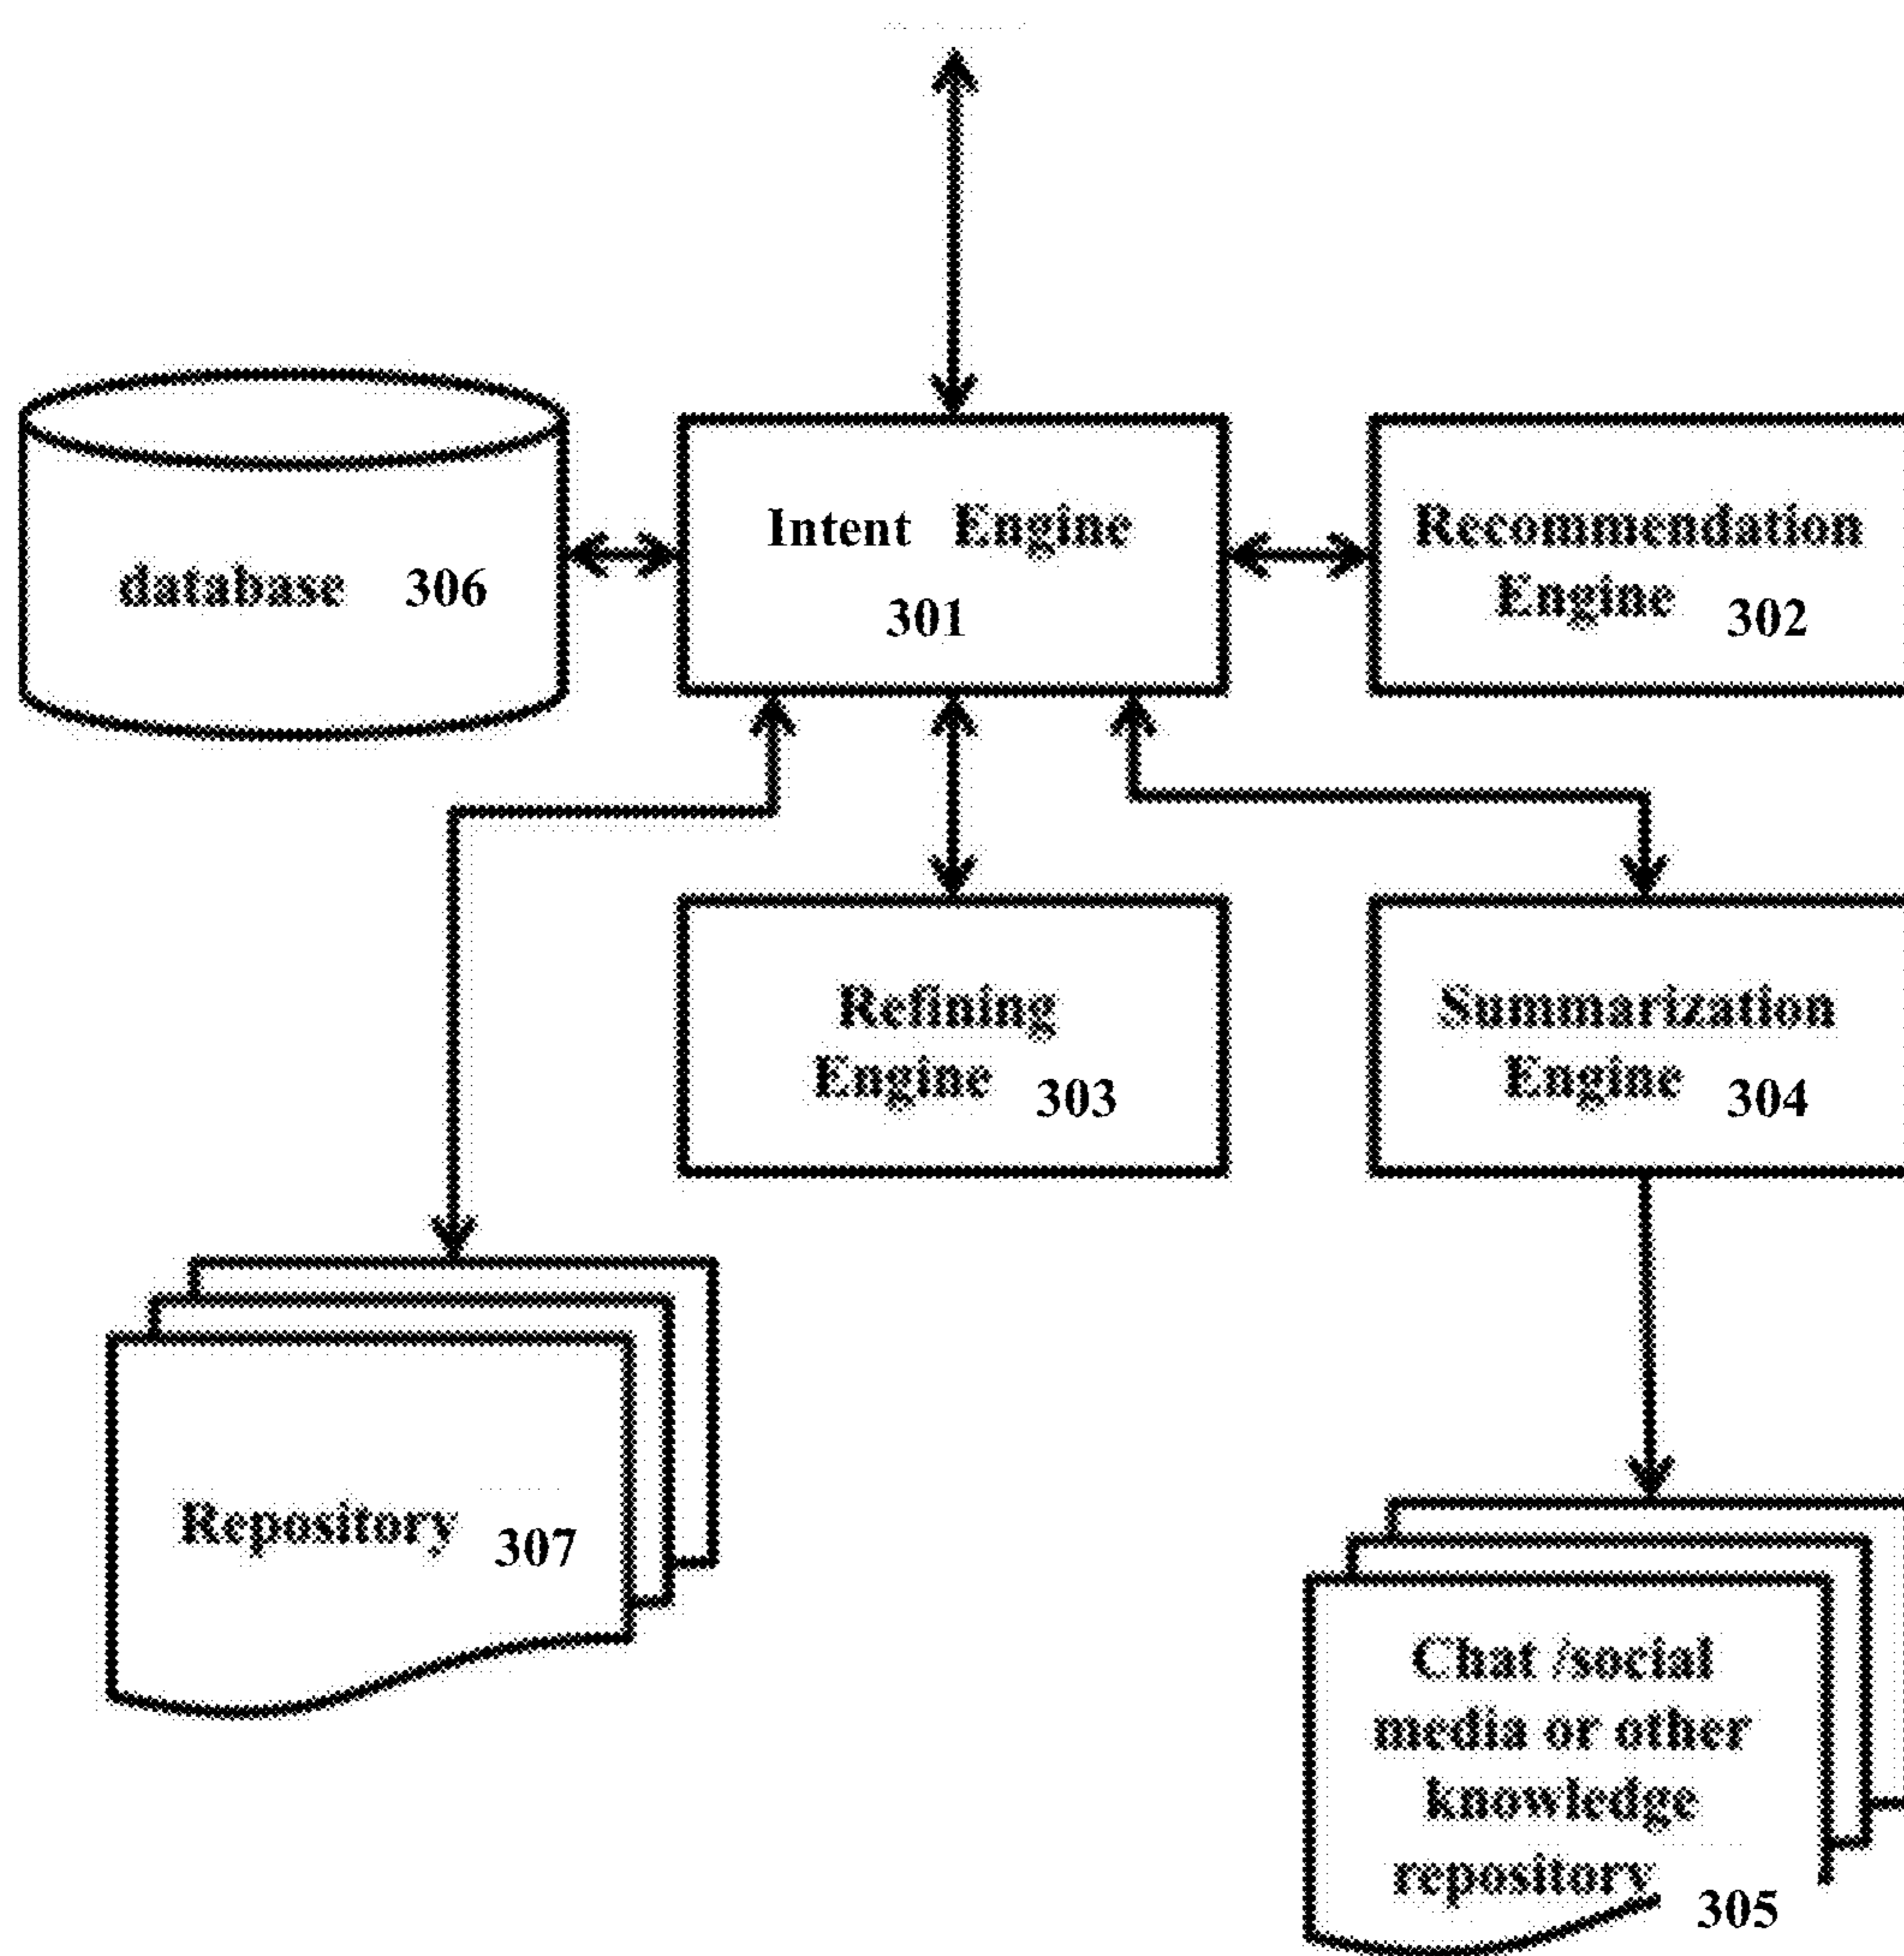 Intent Engine
301
Recommendation
Engine 302
database 306
Refining
Engine 303
Summarization
Engine 304
Repository 307
Chat /social
media or other
knowledge
repository 305